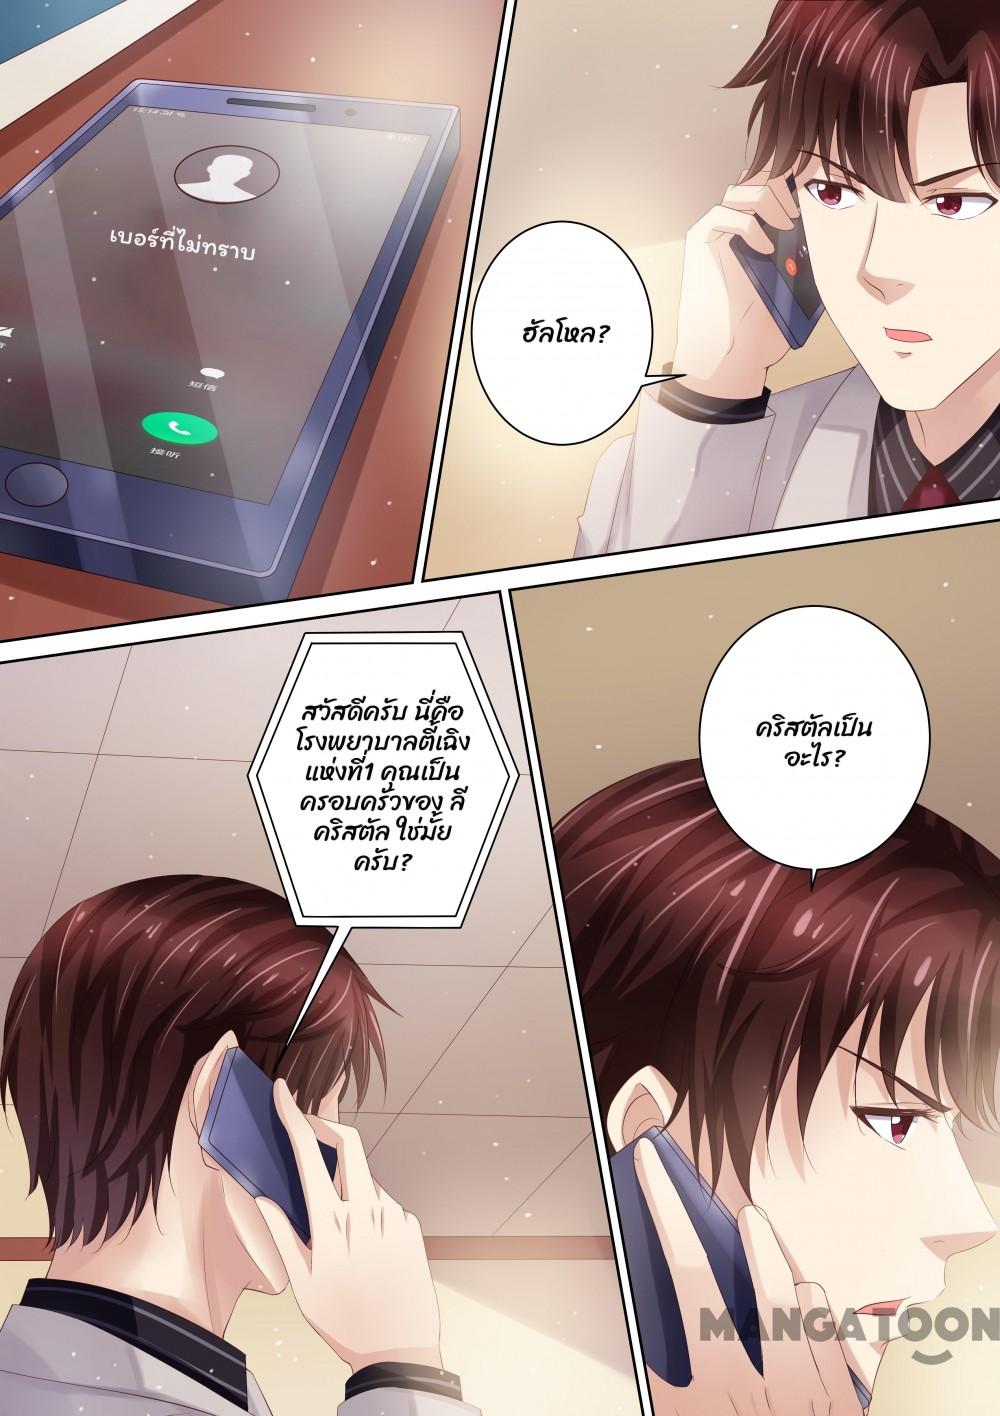 เบอร์ที่ไม่ทราบ
短信
接听
ฮัลโหล?
สวัสดีครับ นี่คือ
โรงพยาบาลตี้เฉิง
แห่งที่1 คุณเป็น
ครอบครัวของ ลี
คริสตัล ใช่มั้ย
ครับ?
คริสตัลเป็น
อะไร?
MANGATOON